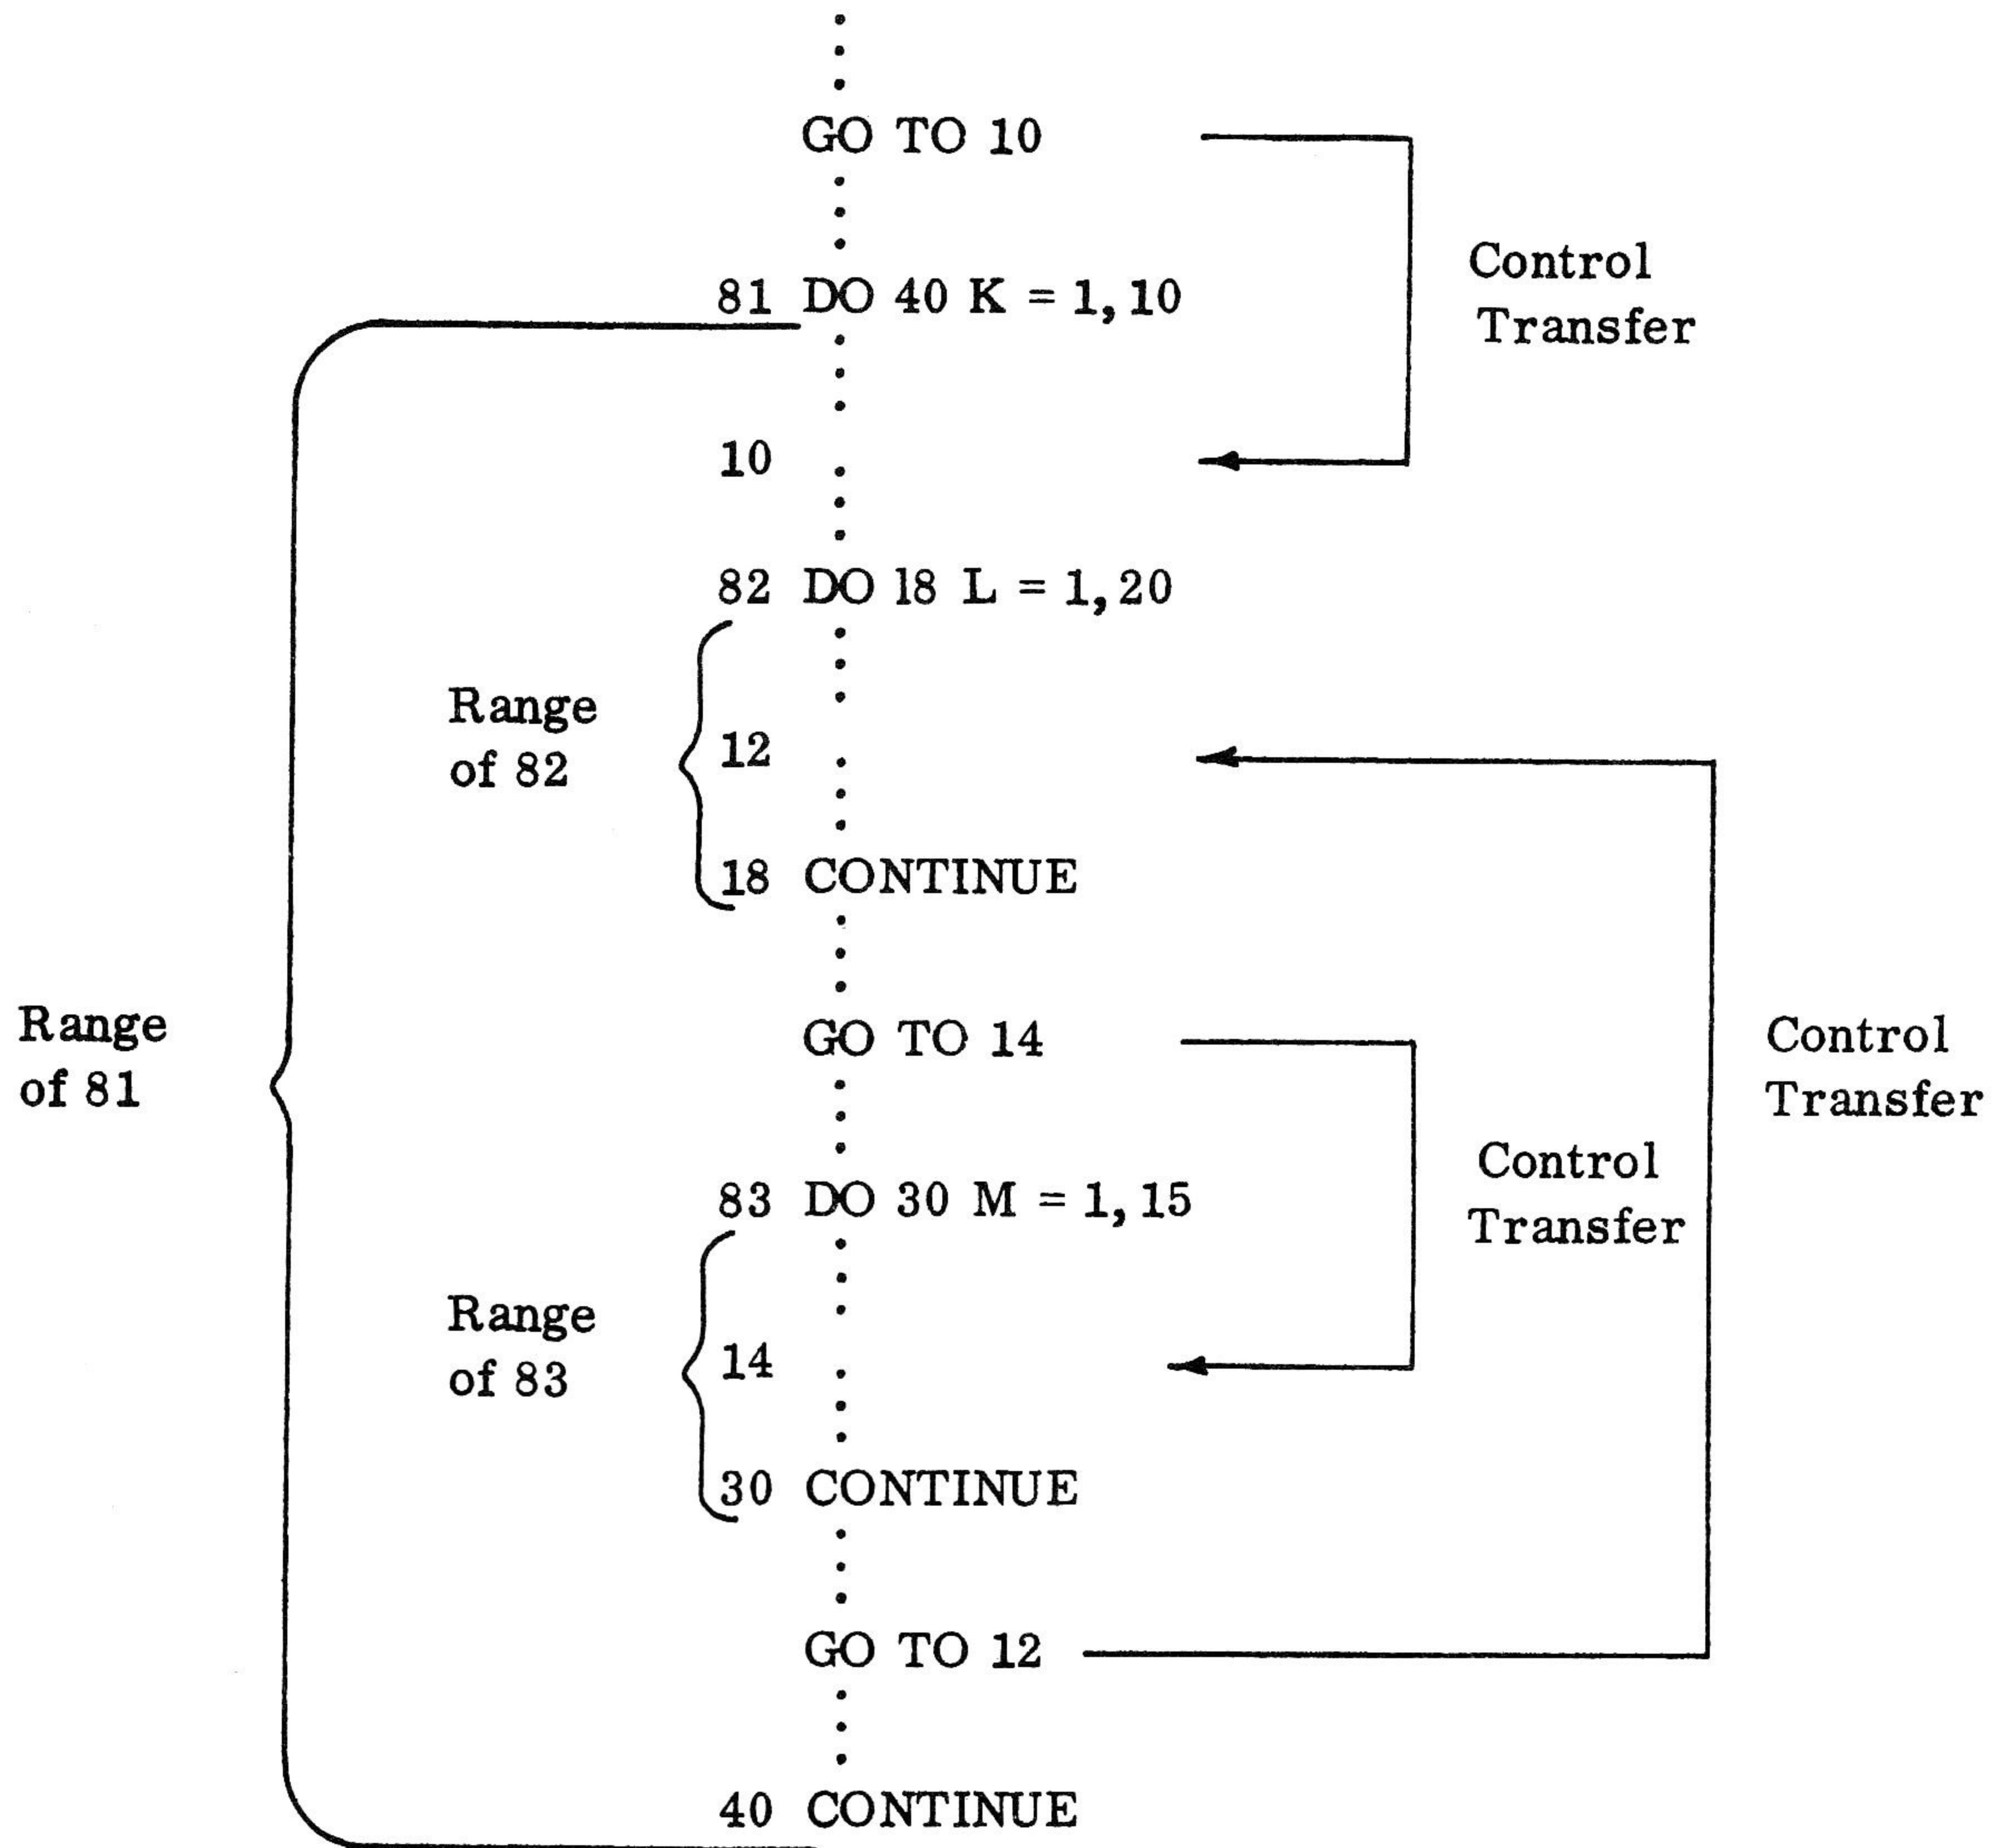 GO TO 10
Control
Transfer
81 DO 40 K = 1,10
10
82 DO 18 L = 1,20
Range
of 82
12
18 CONTINUE
Range
of 81
GO TO 14
Control
Transfer
Control
Transfer
83 DO 30 M = 1,15
Range
of 83
14
30 CONTINUE
GO TO 12
40 CONTINUE